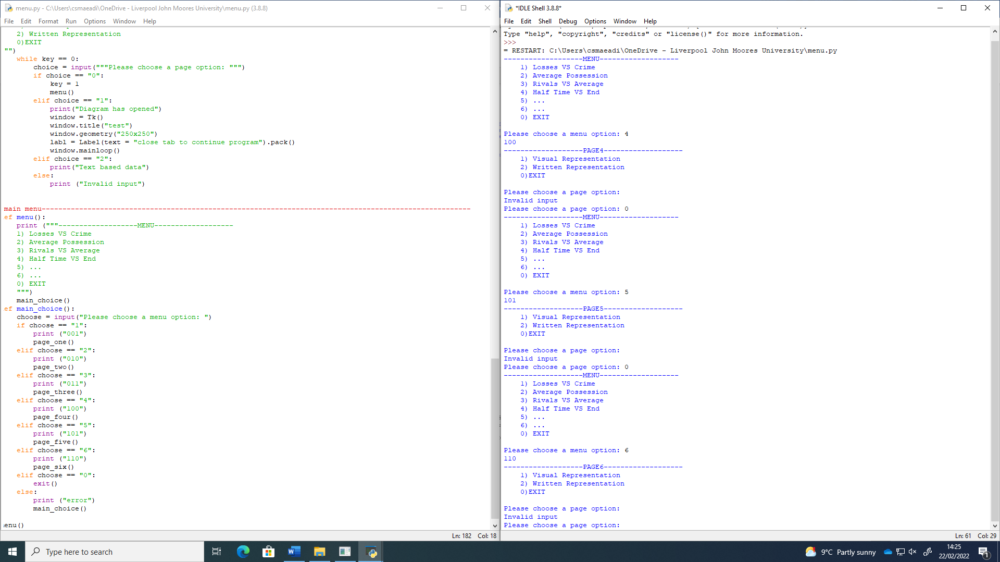 menu.py - C:\Users\csmaeadi\OneDrive - Liverpool John Moores University\menu.py (3.8.8)
File Edit Format Run Options Window Help
    2) Written Representation
    0)EXIT
"")
    while key == 0:
        choice = input("""Please choose a page option: """)
        if choice == "0":
            key = 1
            menu()
        elif choice == "1":
            print("Diagram has opened")
            window = Tk()
            window.title("test")
            window.geometry("250x250")
            labl = Label(text = "close tab to continue program").pack()
            window.mainloop()
        elif choice == "2":
            print("Text based data")
        else:
            print ("Invalid input")
main menu-------------------------------------------------------------------------------------------------------
ef menu():
    print ("""-------------------MENU-------------------
    1) Losses VS Crime
    2) Average Possession
    3) Rivals VS Average
    4) Half Time VS End
    5) ...
    6) ...
    0) EXIT
    """)
    main_choice()
ef main_choice():
    choose = input("Please choose a menu option: ")
    if choose == "1":
        print ("001")
        page_one()
    elif choose == "2":
        print ("010")
        page_two()
    elif choose == "3":
        print ("011")
        page_three()
    elif choose == "4":
        print ("100")
        page_four()
    elif choose == "5":
        print ("101")
        page_five()
    elif choose == "6":
        print ("110")
        page_six()
    elif choose == "0":
        exit()
    else:
        print ("error")
        main_choice()
enu()
Ln: 182 Col: 18
*IDLE Shell 3.8.8*
File Edit Shell Debug Options Window Help
Type "help", "copyright", "credits" or "license()" for more information.
>>>
= RESTART: C:\Users\csmaeadi\OneDrive - Liverpool John Moores University\menu.py
-------------------MENU-------------------
    1) Losses VS Crime
    2) Average Possession
    3) Rivals VS Average
    4) Half Time VS End
    5) ...
    6) ...
    0) EXIT
Please choose a menu option: 4
100
-------------------PAGE4-------------------
    1) Visual Representation
    2) Written Representation
    0)EXIT
Please choose a page option:
Invalid input
Please choose a page option: 0
-------------------MENU-------------------
    1) Losses VS Crime
    2) Average Possession
    3) Rivals VS Average
    4) Half Time VS End
    5) ...
    6) ...
    0) EXIT
Please choose a menu option: 5
101
-------------------PAGE5-------------------
    1) Visual Representation
    2) Written Representation
    0)EXIT
Please choose a page option:
Invalid input
Please choose a page option: 0
-------------------MENU-------------------
    1) Losses VS Crime
    2) Average Possession
    3) Rivals VS Average
    4) Half Time VS End
    5) ...
    6) ...
    0) EXIT
Please choose a menu option: 6
110
-------------------PAGE6-------------------
    1) Visual Representation
    2) Written Representation
    0)EXIT
Please choose a page option:
Invalid input
Please choose a page option:
Ln: 61 Col: 29
Type here to search
9°C Partly sunny
14:25
22/02/2022
1